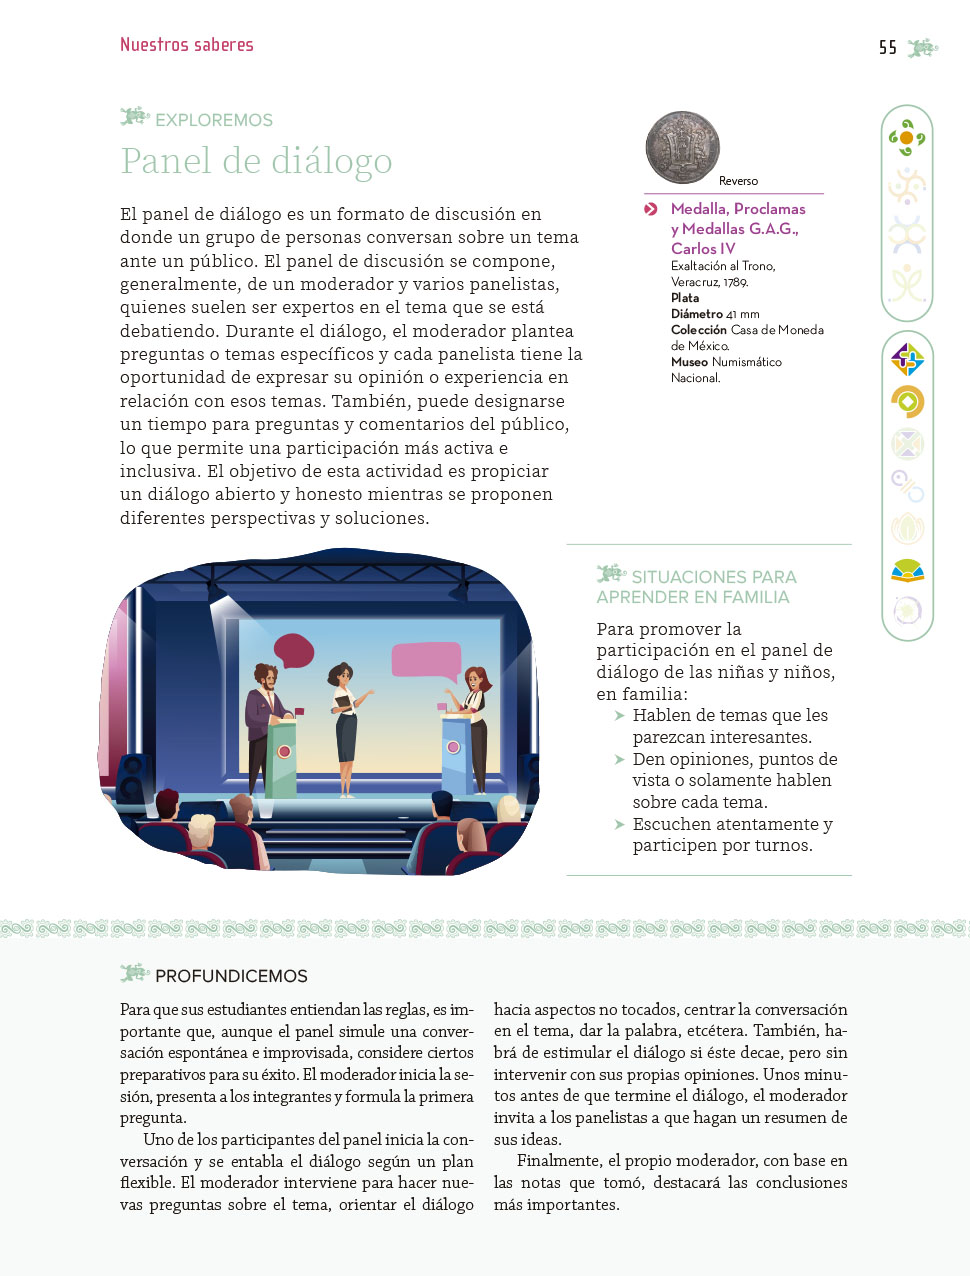 Nuestros saberes
55
EXPLOREMOS
Panel de diálogo
El panel de diálogo es un formato de discusión en
donde un grupo de personas conversan sobre un tema
ante un público. El panel de discusión se compone,
generalmente, de un moderador y varios panelistas,
quienes suelen ser expertos en el tema que se está
debatiendo. Durante el diálogo, el moderador plantea
preguntas o temas específicos y cada panelista tiene la
oportunidad de expresar su opinión o experiencia en
relación con esos temas. También, puede designarse
un tiempo para preguntas y comentarios del público,
lo que permite una participación más activa e
inclusiva. El objetivo de esta actividad es propiciar
un diálogo abierto y honesto mientras se proponen
diferentes perspectivas y soluciones.
Reverso
Medalla, Proclamas
y Medallas G.A.G.,
Carlos IV
Exaltación al Trono,
Veracruz, 1789.
Plata
Diámetro 41 mm
Colección Casa de Moneda
de México.
Museo Numismático
Nacional.
SITUACIONES PARA
APRENDER EN FAMILIA
Para promover la
participación en el panel de
diálogo de las niñas y niños,
en familia:
Hablen de temas que les
parezcan interesantes.
Den opiniones, puntos de
vista o solamente hablen
sobre cada tema.
Escuchen atentamente y
participen por turnos.
PROFUNDICEMOS
Para que sus estudiantes entiendan las reglas, es im-
portante que, aunque el panel simule una conver-
sación espontánea e improvisada, considere ciertos
preparativos para su éxito. El moderador inicia la se-
sión, presenta a los integrantes y formula la primera
pregunta.
Uno de los participantes del panel inicia la con-
versación y se entabla el diálogo según un plan
flexible. El moderador interviene para hacer nue-
vas preguntas sobre el tema, orientar el diálogo
hacia aspectos no tocados, centrar la conversación
en el tema, dar la palabra, etcétera. También, ha-
brá de estimular el diálogo si éste decae, pero sin
intervenir con sus propias opiniones. Unos minu-
tos antes de que termine el diálogo, el moderador
invita a los panelistas a que hagan un resumen de
sus ideas.
Finalmente, el propio moderador, con base en
las notas que tomó, destacará las conclusiones
más importantes.